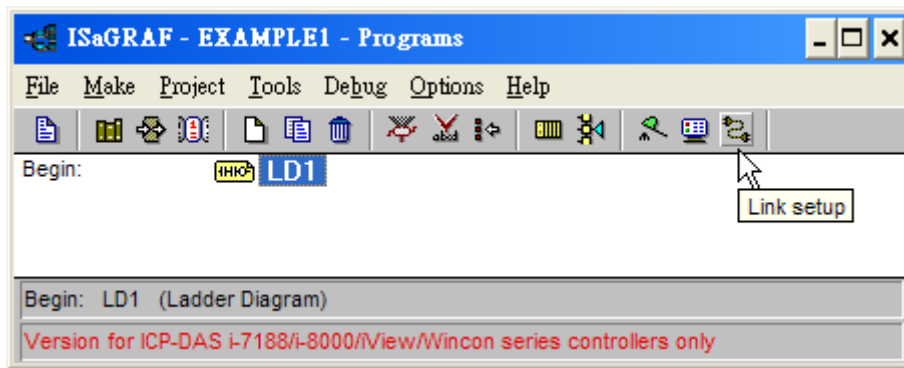 ISaGRAF - EXAMPLE1 - Programs
File Make Project Tools Debug Options Help
Begin: LD1
Link setup
Begin: LD1 (Ladder Diagram)
Version for ICP-DAS i-7188/i-8000/iView/Wincon series controllers only